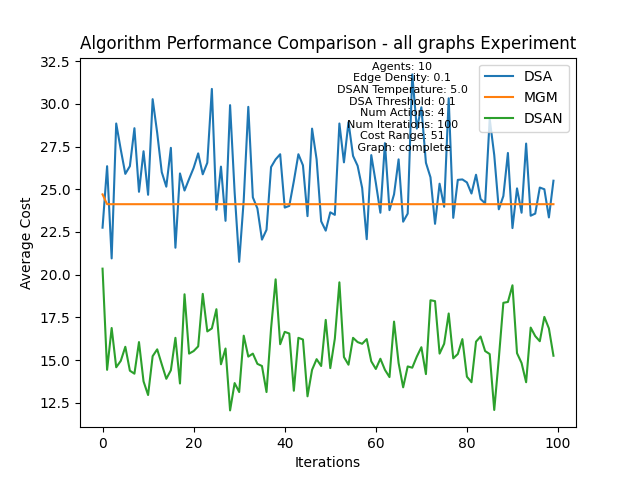 Algorithm Performance Comparison - all graphs Experiment
Agents: 10
Edge Density: 0.1
DSAN Temperature: 5.0
DSA Threshold: 0.1
Num Actions: 4
Num Iterations: 100
Cost Range: 51
Graph: complete
DSA
MGM
DSAN
Average Cost
32.5
30.0
27.5
25.0
22.5
20.0
17.5
15.0
12.5
0
20
40
60
80
100
Iterations